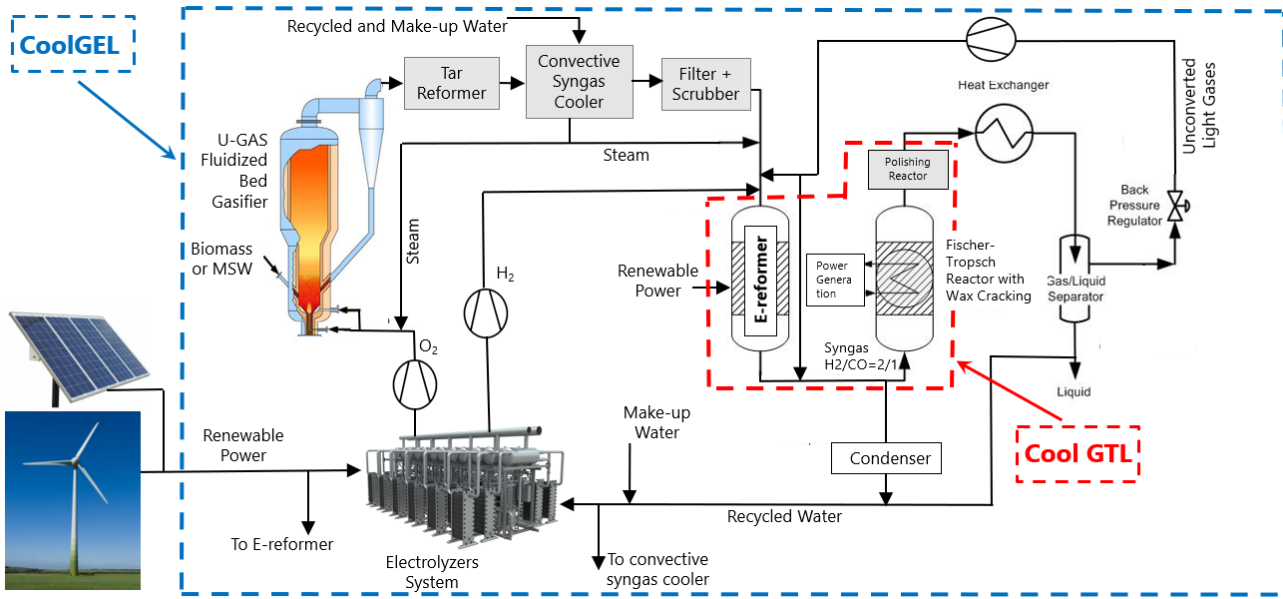 CoolGEL
Recycled and Make-up Water
Tar
Reformer
Convective
Syngas
Cooler
Filter +
Scrubber
Heat Exchanger
Unconverted
Light Gases
U-GAS
Fluidized
Bed
Gasifier
Steam
Polishing
Reactor
Back
Pressure
Regulator
Steam
Biomass
or MSW
H2
Renewable
Power
E-reformer
Power
Genera
tion
Fischer-
Tropsch
Reactor with
Wax Cracking
Gas/Liquid
Separator
O2
Syngas
H2/CO=2/1
Liquid
Make-up
Water
Cool GTL
Renewable
Power
Condenser
Recycled Water
To E-reformer
Electrolyzers
System
To convective
syngas cooler